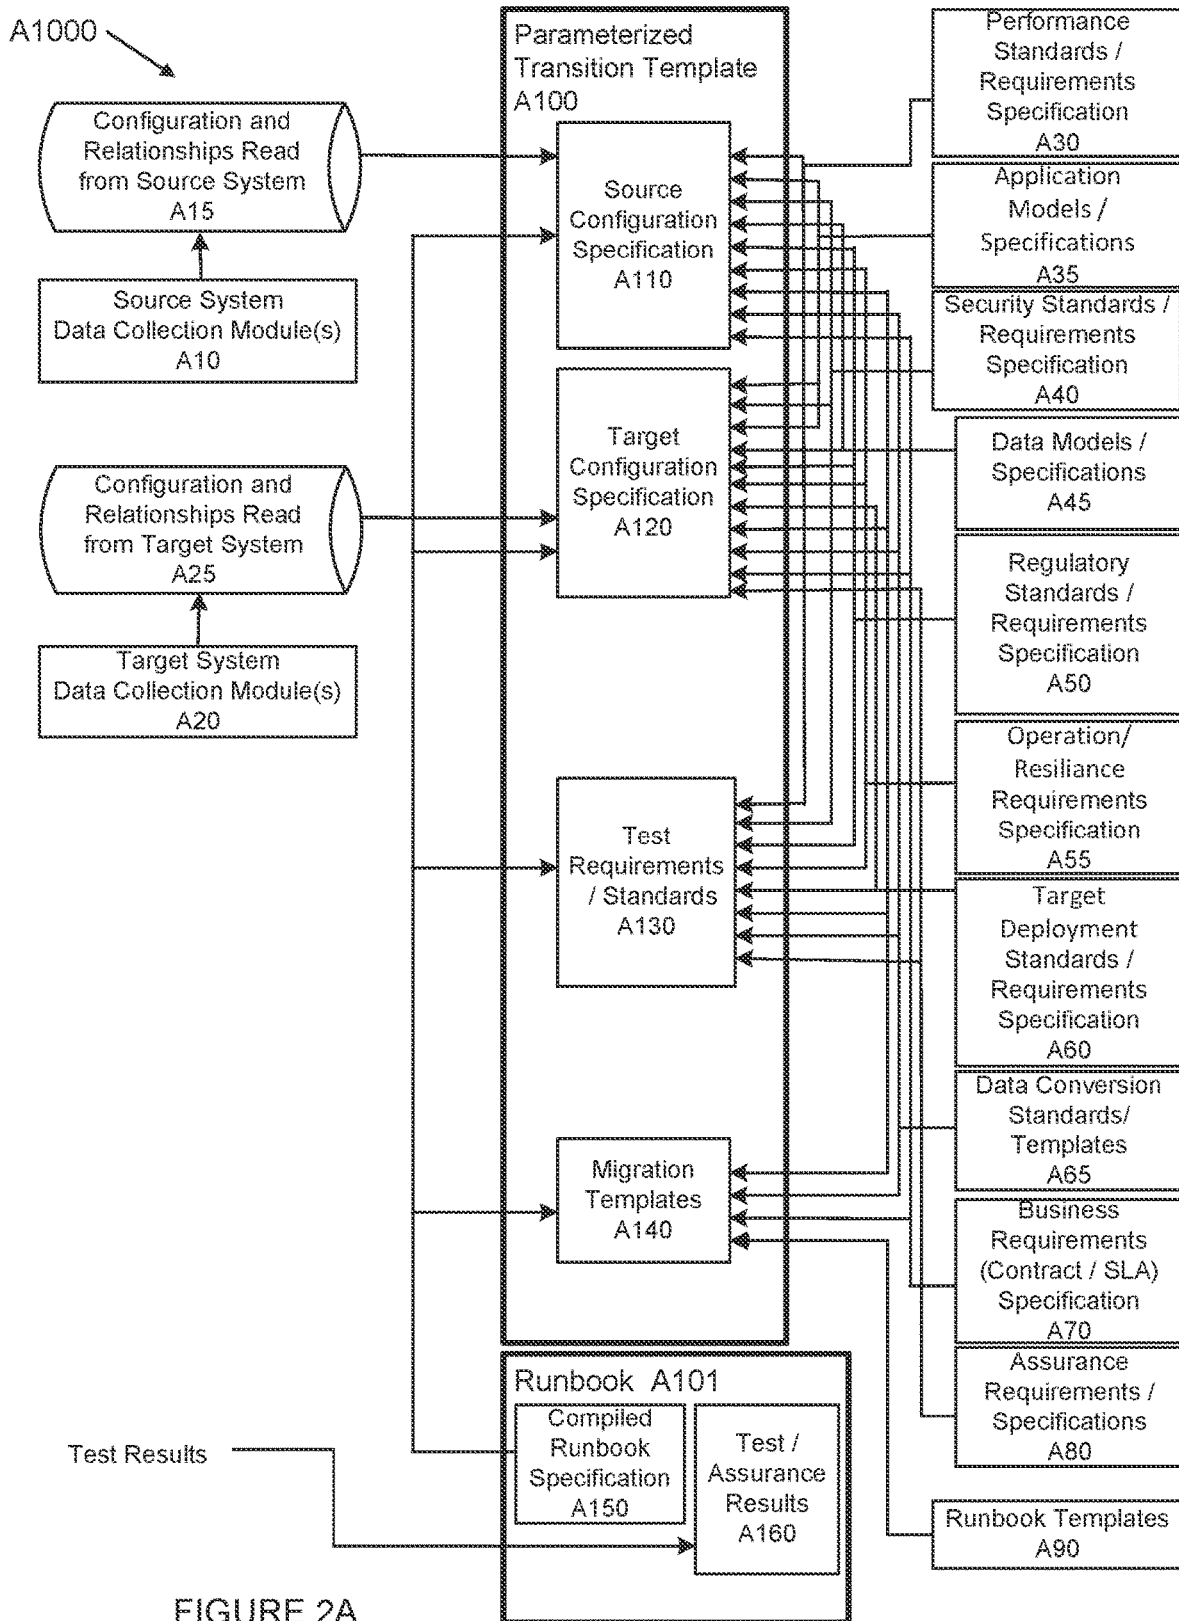 A1000
Configuration and
Relationships Read
from Source System
A15
Source System
Data Collection Module(s)
A10
Configuration and
Relationships Read
from Target System
A25
Target System
Data Collection Module(s)
A20
Parameterized
Transition Template
A100
Source
Configuration
Specification
A110
Target
Configuration
Specification
A120
Test
Requirements
/ Standards
A130
Migration
Templates
A140
Performance
Standards /
Requirements
Specification
A30
Application
Models /
Specifications
A35
Security Standards /
Requirements
Specification
A40
Data Models /
Specifications
A45
Regulatory
Standards /
Requirements
Specification
A50
Operation/
Resiliance
Requirements
Specification
A55
Target
Deployment
Standards /
Requirements
Specification
A60
Data Conversion
Standards/
Templates
A65
Business
Requirements
(Contract / SLA)
Specification
A70
Assurance
Requirements /
Specifications
A80
Runbook Templates
A90
Runbook A101
Compiled
Runbook
Specification
A150
Test /
Assurance
Results
A160
Test Results
FIGURE 2A